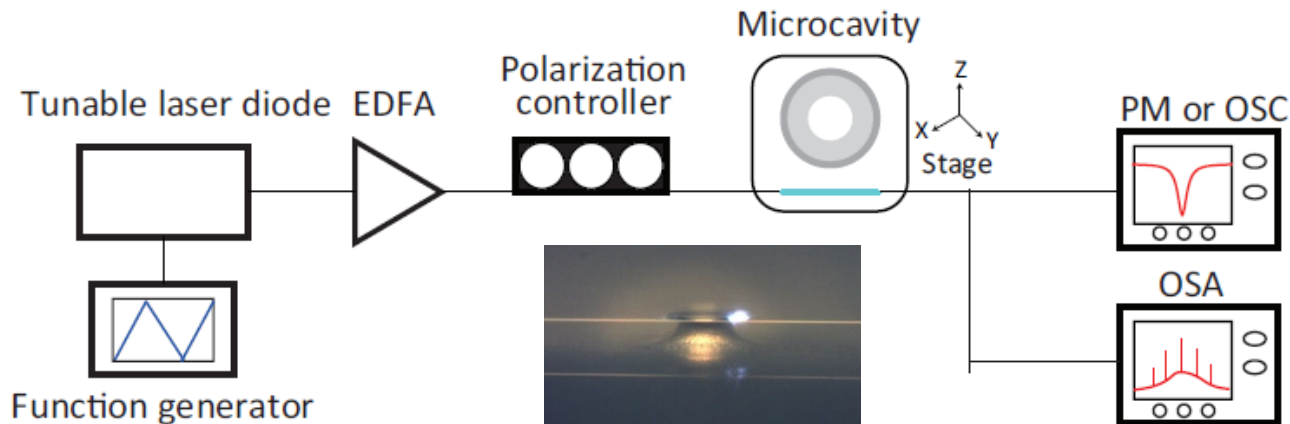 Microcavity
Polarization
controller
Tunable laser diode
EDFA
Z
X
Y
Stage
PM or OSC
OSA
Function generator